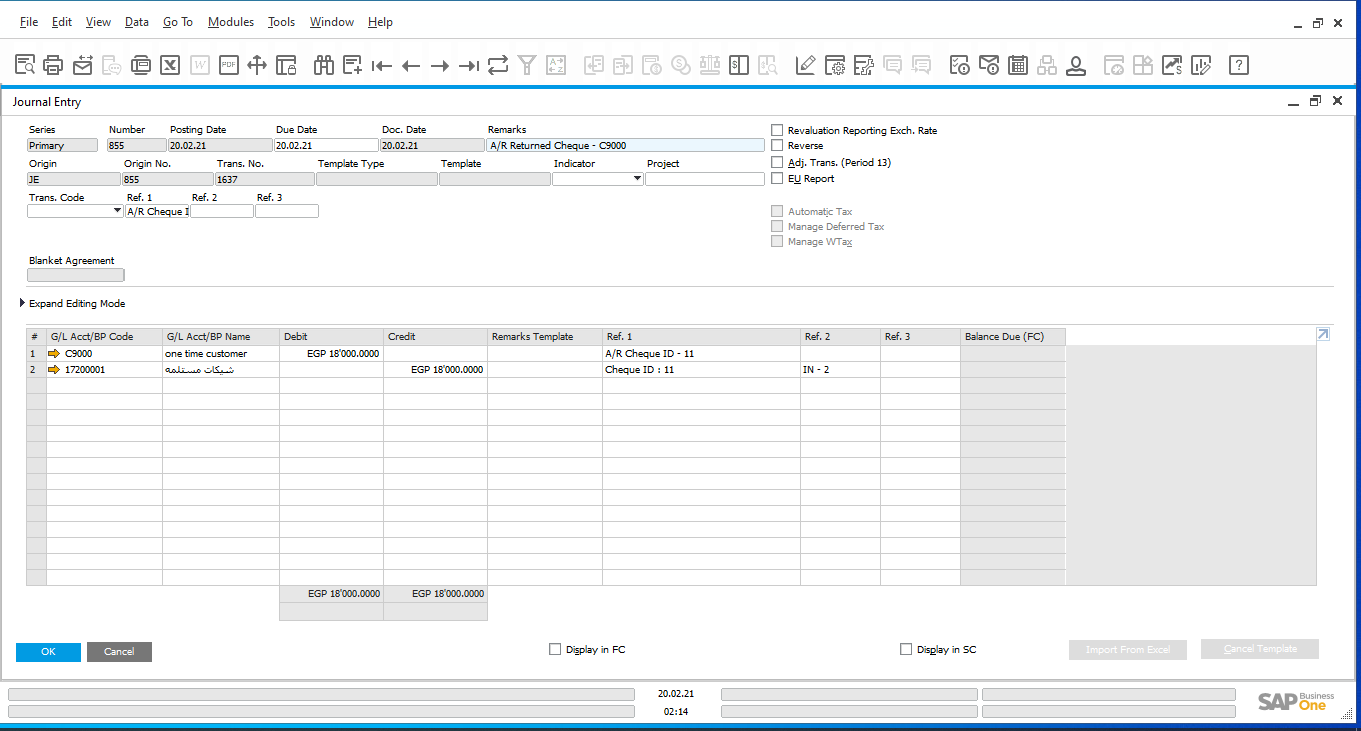 File Edit View Data Go To Modules Tools Window Help
Journal Entry
Series Number Posting Date Due Date Doc. Date Remarks
Primary 855 20.02.21 20.02.21 20.02.21 A/R Returned Cheque - C9000
Revaluation Reporting Exch. Rate
Reverse
Origin Origin No. Trans. No. Template Type Template Indicator Project
Adj. Trans. (Period 13)
JE 855 1637
EU Report
Trans. Code Ref. 1 Ref. 2 Ref. 3
A/R Cheque I
Automatic Tax
Manage Deferred Tax
Manage WTax
Blanket Agreement
Expand Editing Mode
# G/L Acct/BP Code G/L Acct/BP Name Debit Credit Remarks Template Ref. 1 Ref. 2 Ref. 3 Balance Due (FC)
1 C9000 one time customer EGP 18'000.0000 A/R Cheque ID - 11
2 17200001 شيكات مستلمه EGP 18'000.0000 Cheque ID : 11 IN - 2
EGP 18'000.0000 EGP 18'000.0000
OK Cancel Display in FC Display in SC Import From Excel Cancel Template
20.02.21
02:14
SAP Business One